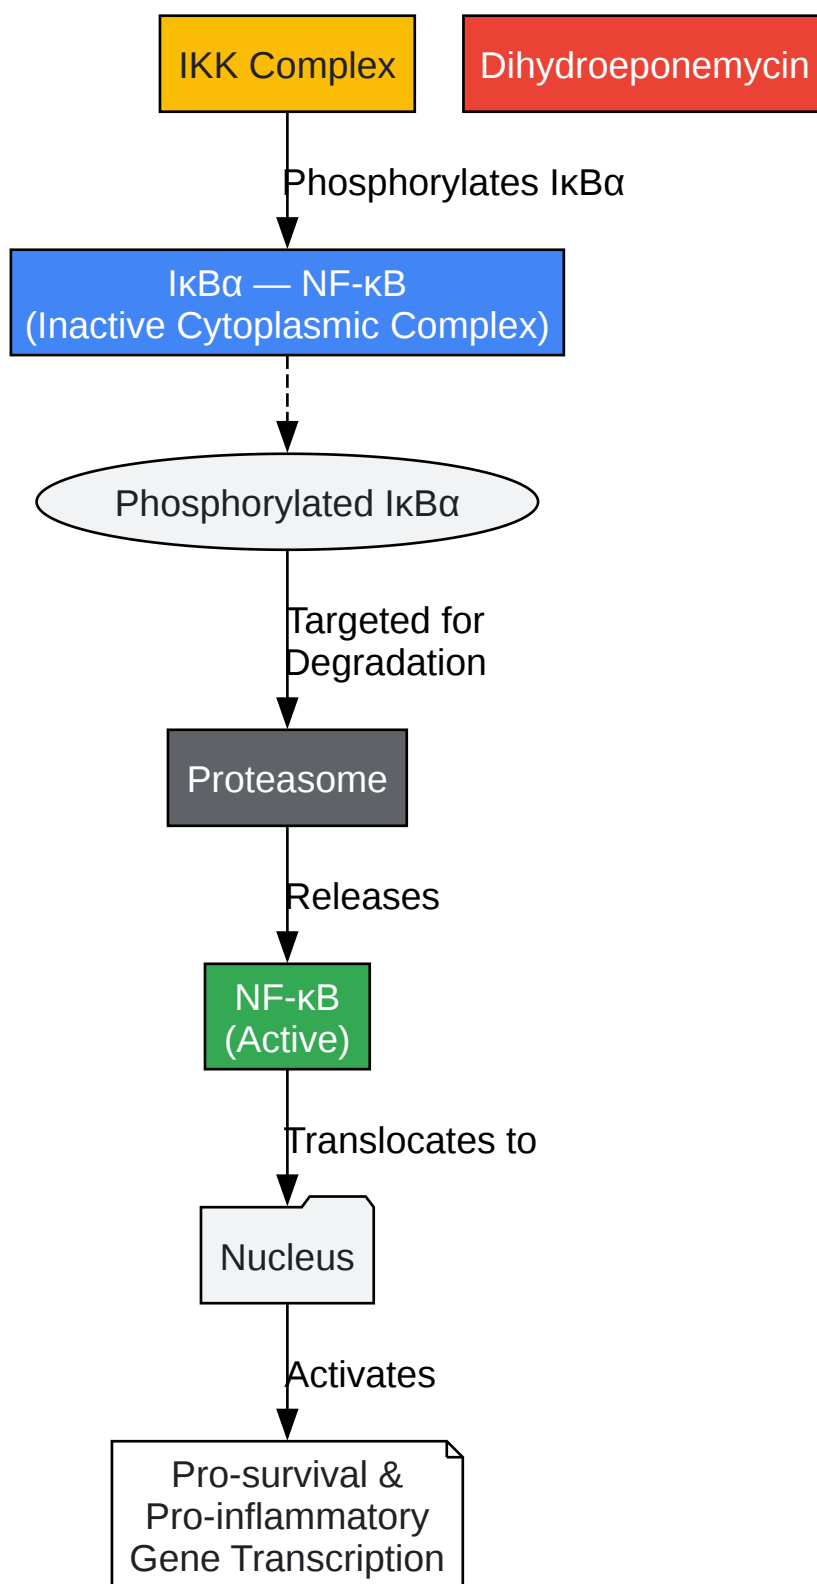 IKK Complex
Dihydroeponemycin
Phosphorylates IκBα
IκBα — NF-κB
(Inactive Cytoplasmic Complex)
Phosphorylated IκBα
Targeted for
Degradation
Proteasome
Releases
NF-κB
(Active)
Translocates to
Nucleus
Activates
Pro-survival &
Pro-inflammatory
Gene Transcription